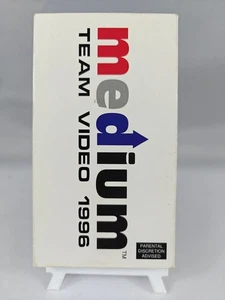 medium
TM
TEAM VIDEO 1996
PARENTAL
DISCRETION
ADVISED